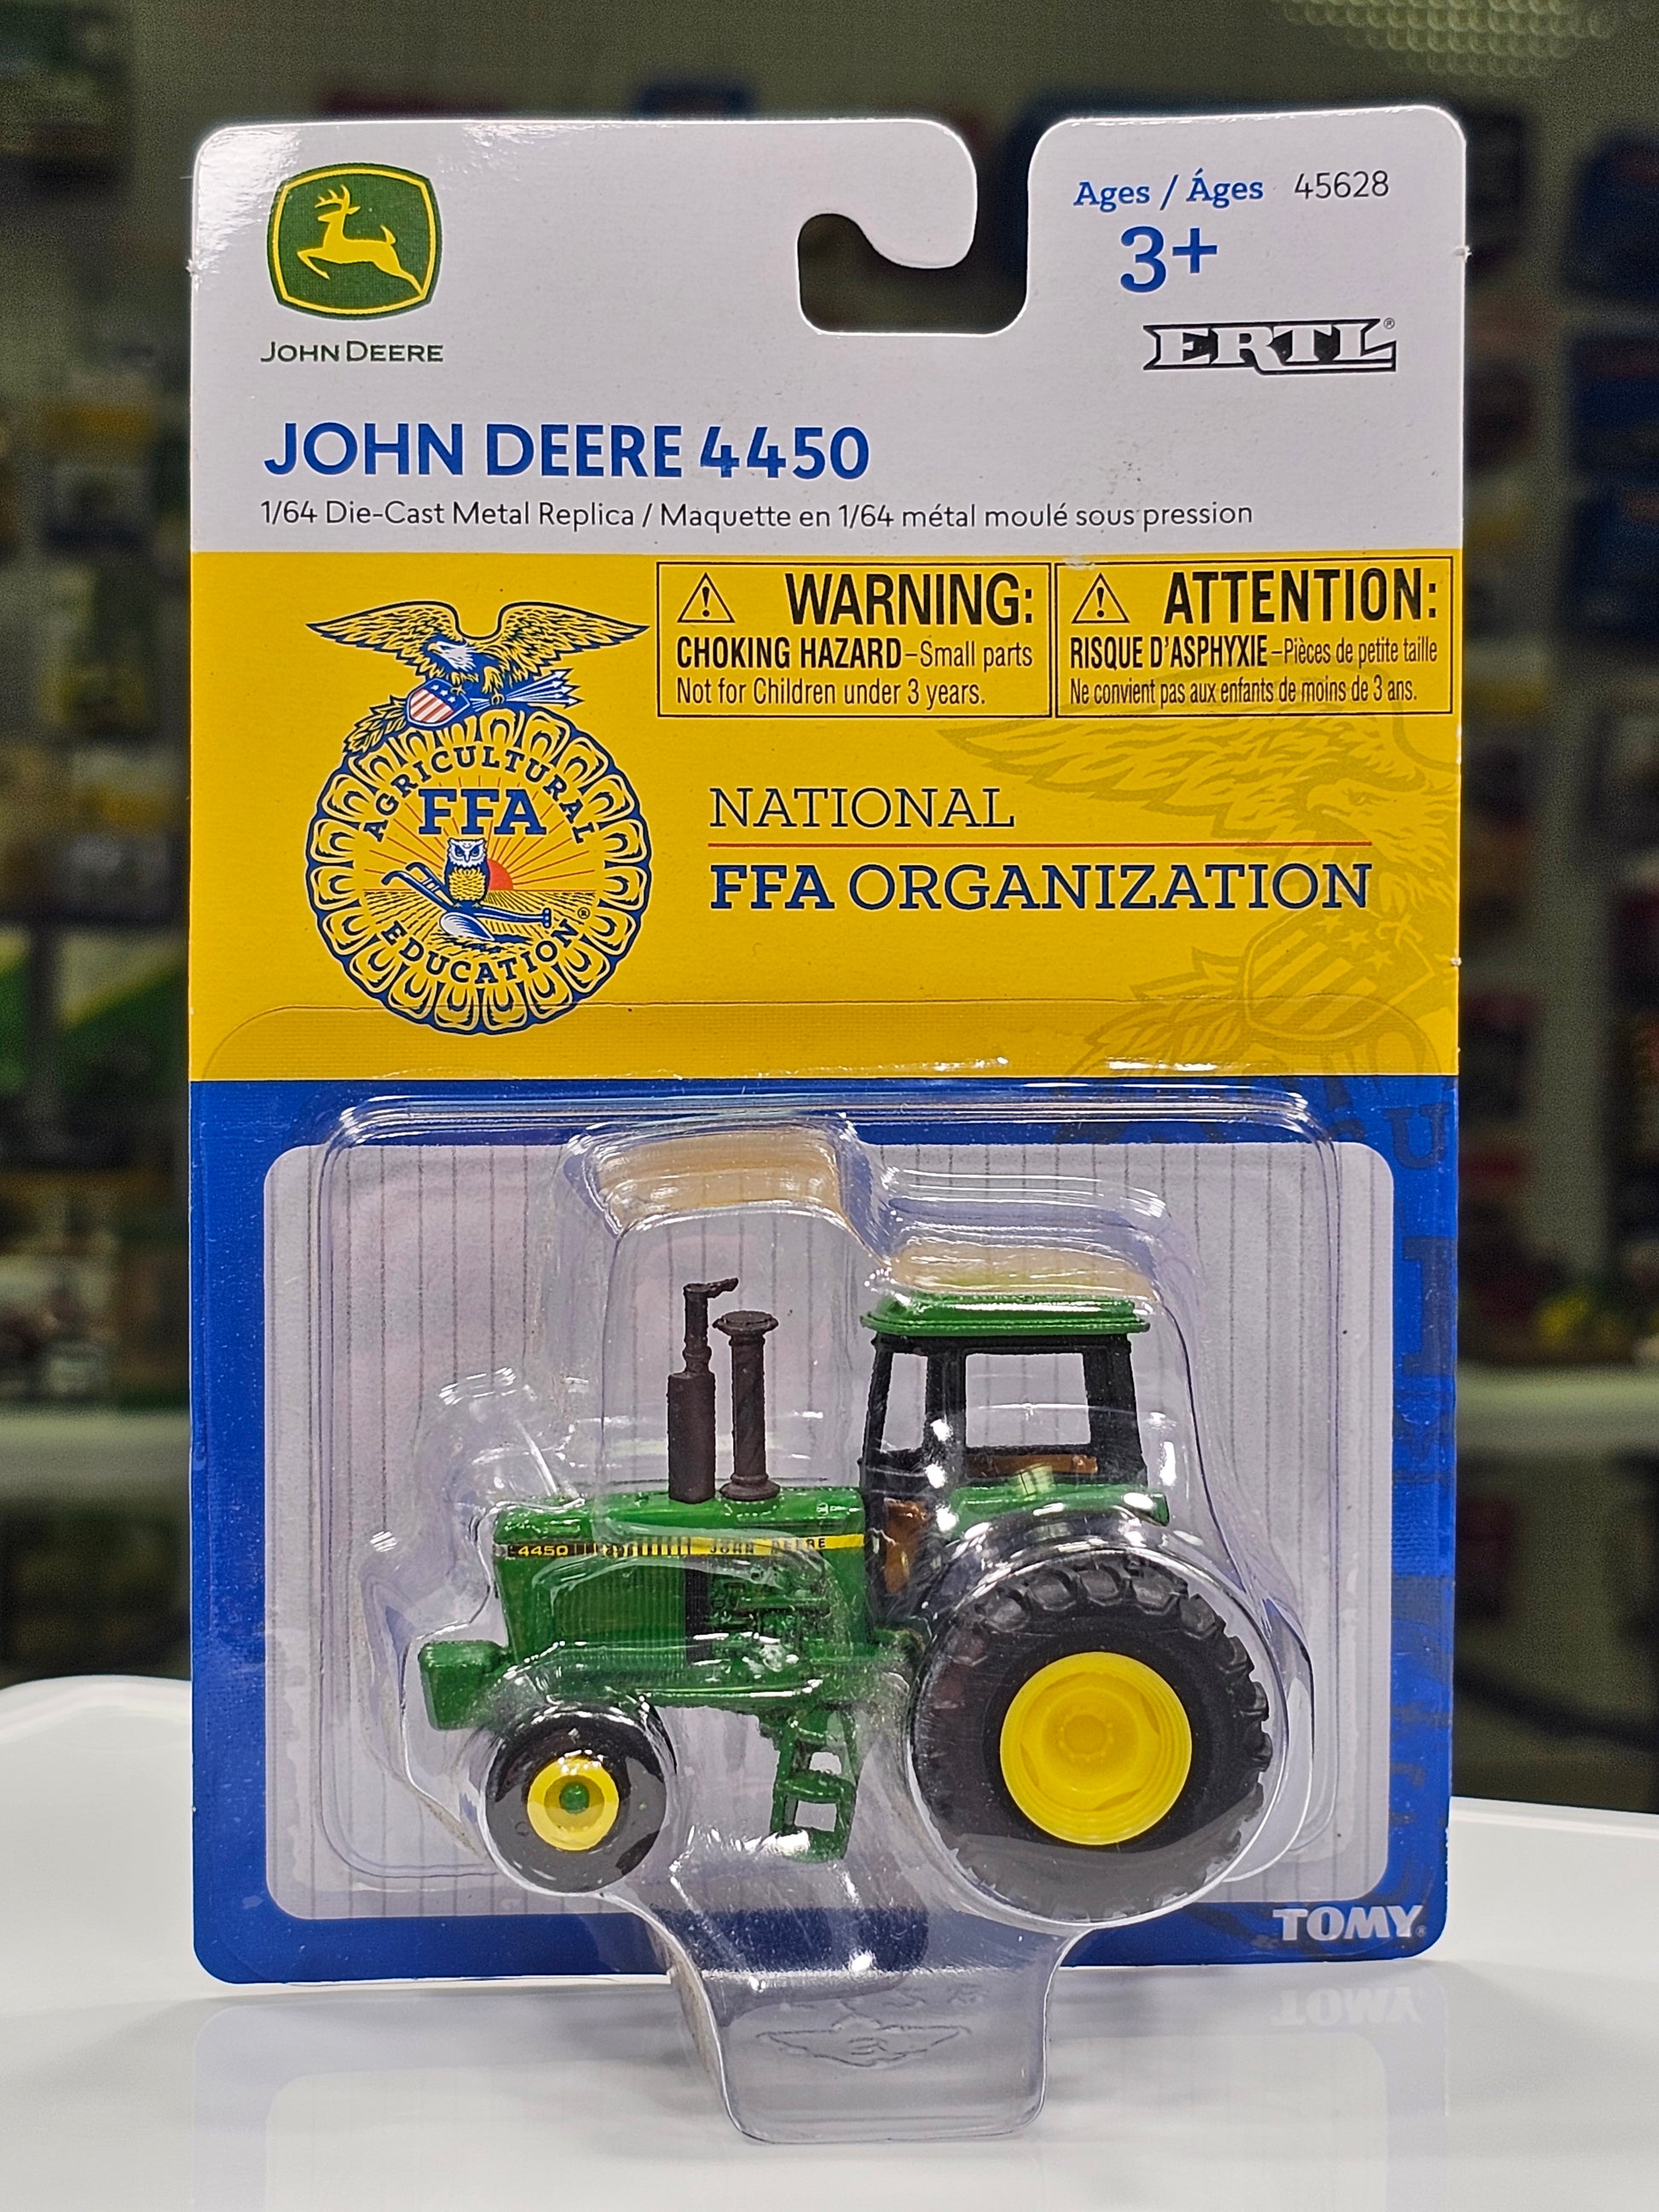 Ages / Áges 45628
3+
JOHN DEERE
ERTL®
JOHN DEERE 4450
1/64 Die-Cast Metal Replica / Maquette en 1/64 métal moulé sous pression
⚠ WARNING:
CHOKING HAZARD–Small parts
Not for Children under 3 years.
⚠ ATTENTION:
RISQUE D'ASPHYXIE–Pièces de petite taille
Ne convient pas aux enfants de moins de 3 ans.
AGRICULTURAL
FFA
EDUCATION®
NATIONAL
FFA ORGANIZATION
4450 JOHN DEERE
TOMY®